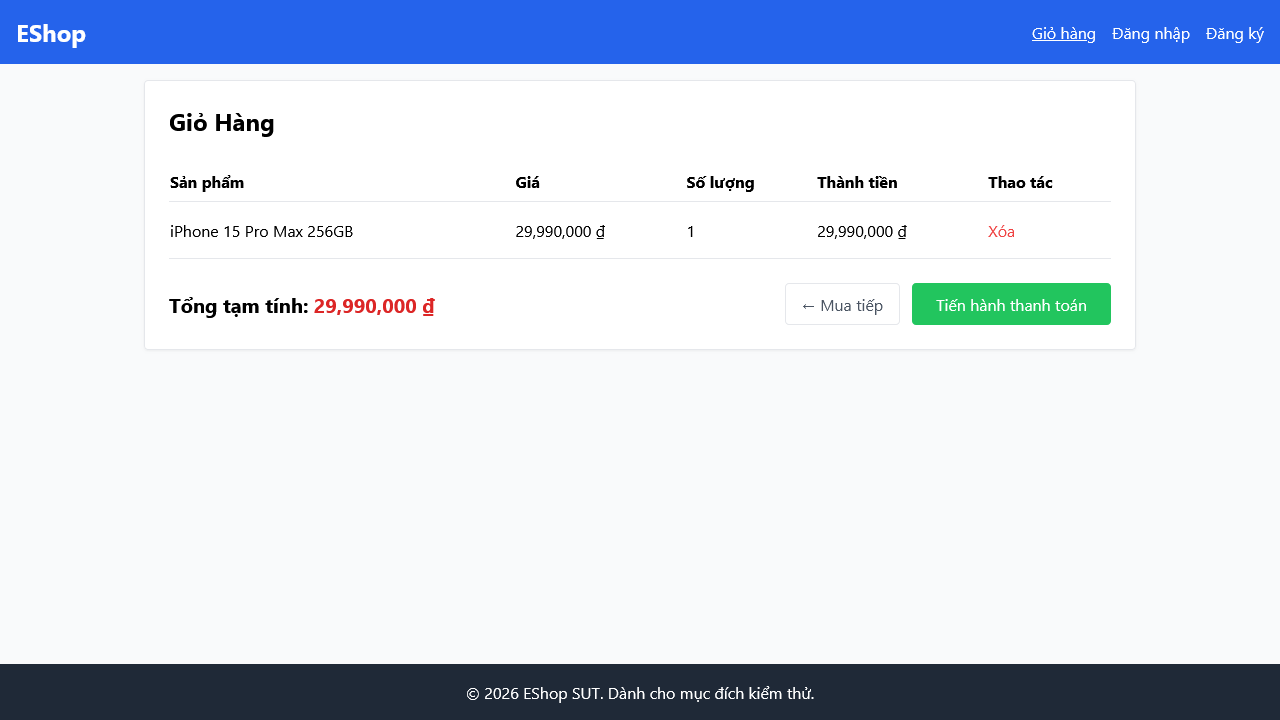 EShop Giỏ hàng Đăng nhập Đăng ký
Giỏ Hàng
Sản phẩm Giá Số lượng Thành tiền Thao tác
iPhone 15 Pro Max 256GB 29,990,000 ₫ 1 29,990,000 ₫ Xóa
Tổng tạm tính: 29,990,000 ₫ ← Mua tiếp Tiến hành thanh toán
© 2026 EShop SUT. Dành cho mục đích kiểm thử.